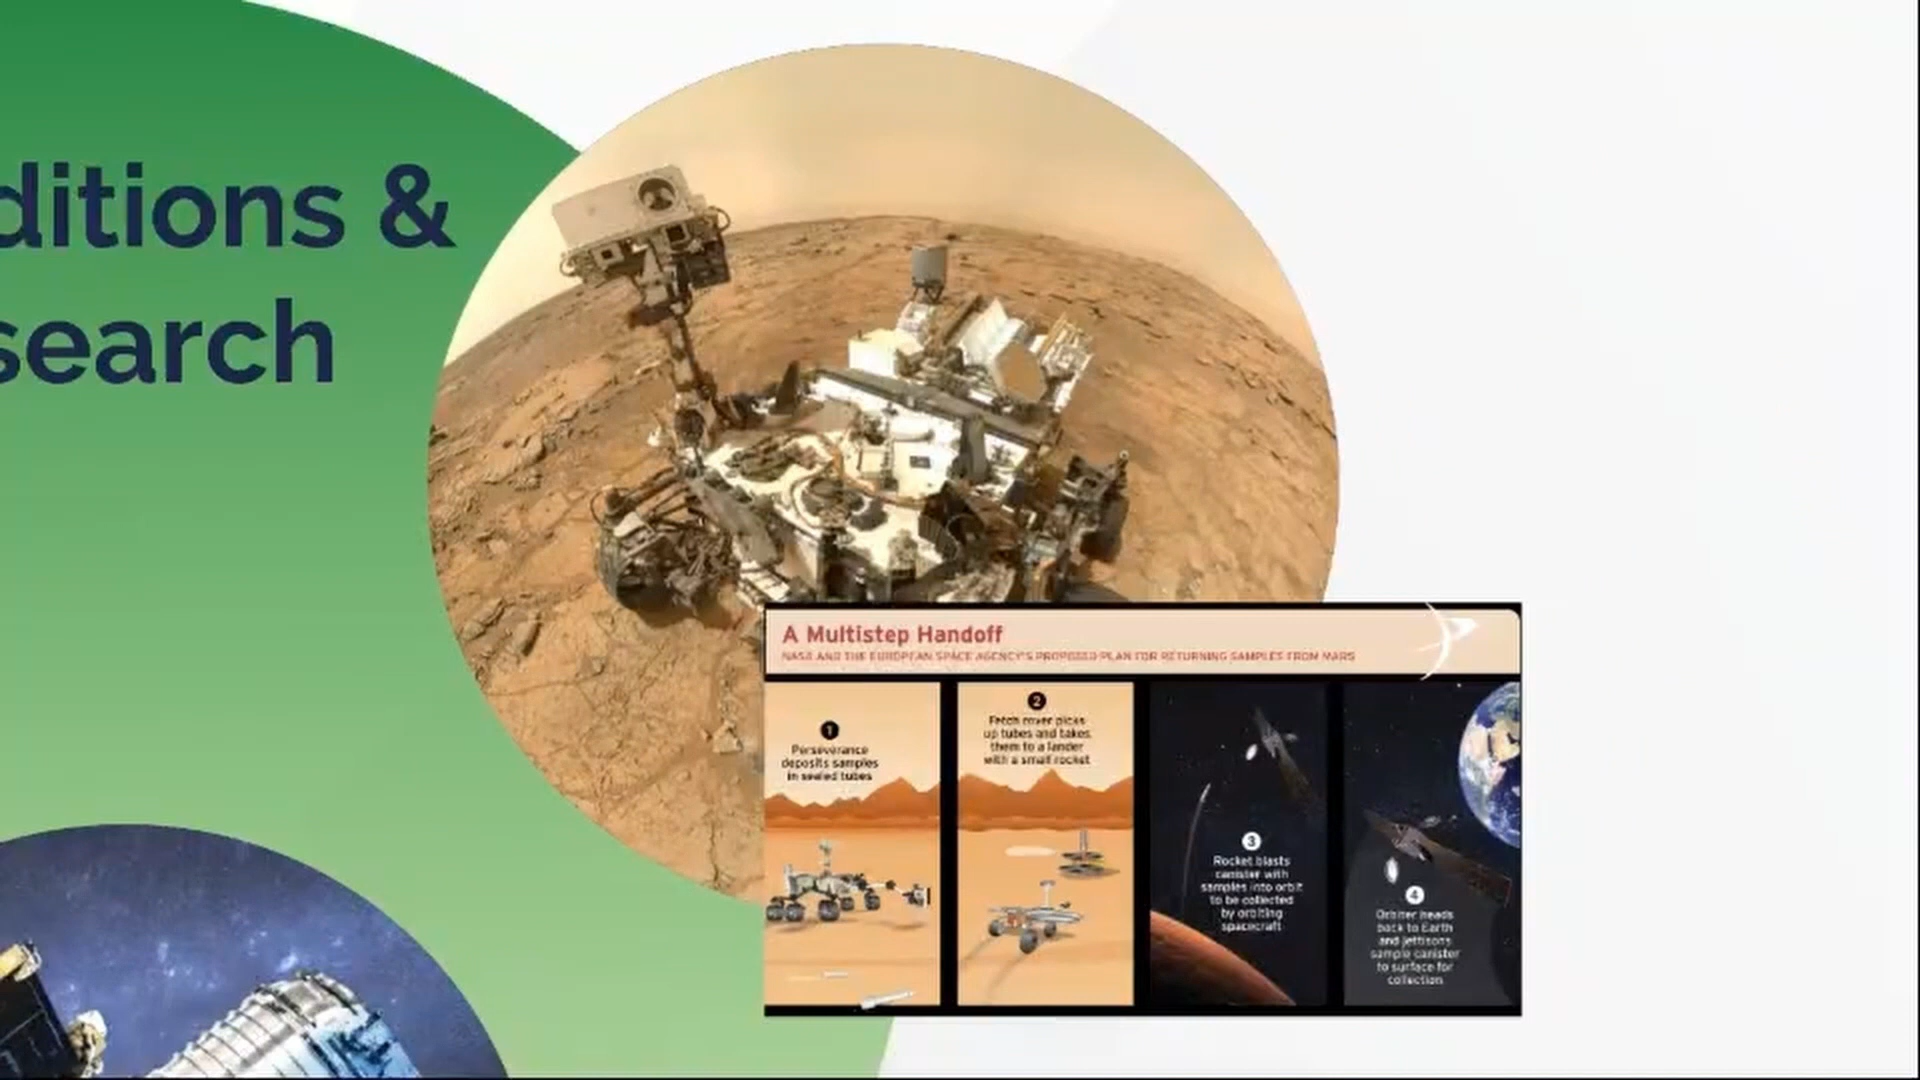 ditions &
search
A Multistep Handoff
NASA AND THE EUROPEAN SPACE AGENCY'S PROPOSED PLAN FOR RETURNING SAMPLES FROM MARS
1
Perseverance
deposits samples
in sealed tubes
2
Fetch rover picks
up tubes and takes
them to a lander
with a small rocket
3
Rocket blasts
canister with
samples into orbit
to be collected
by orbiting
spacecraft
4
Orbiter heads
back to Earth
and jettisons
sample canister
to surface for
collection